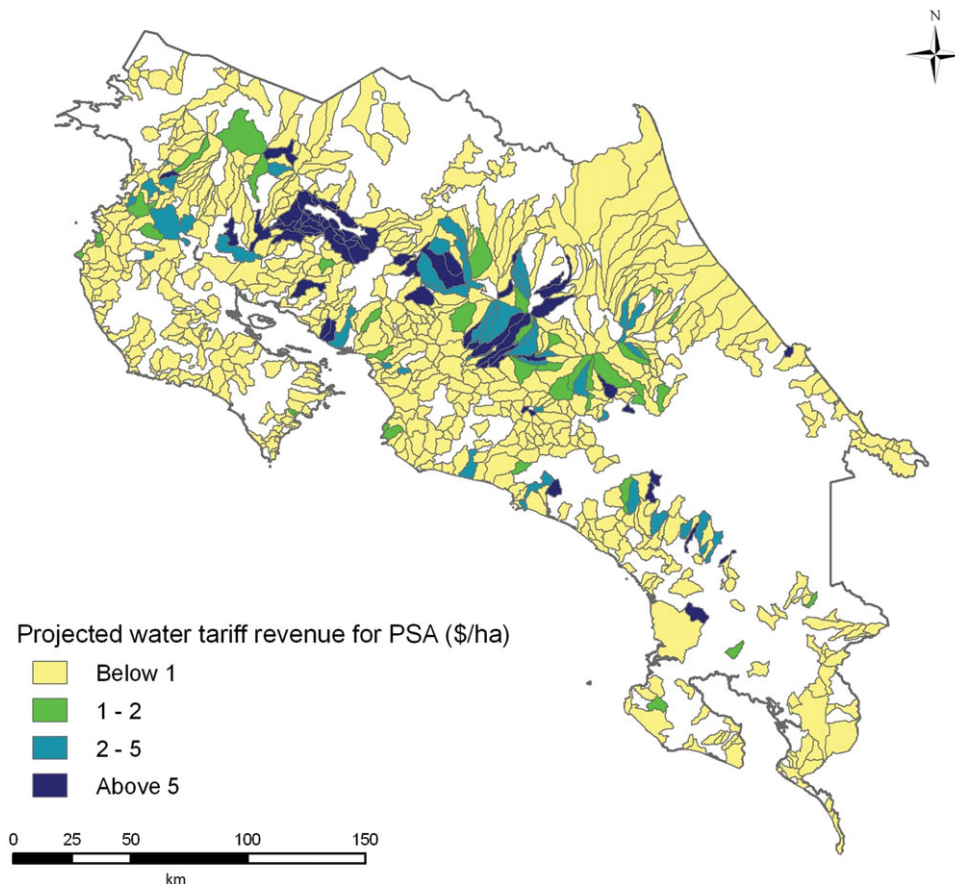 N
Projected water tariff revenue for PSA ($/ha)
Below 1
1 - 2
2 - 5
Above 5
0 25 50 100 150
km